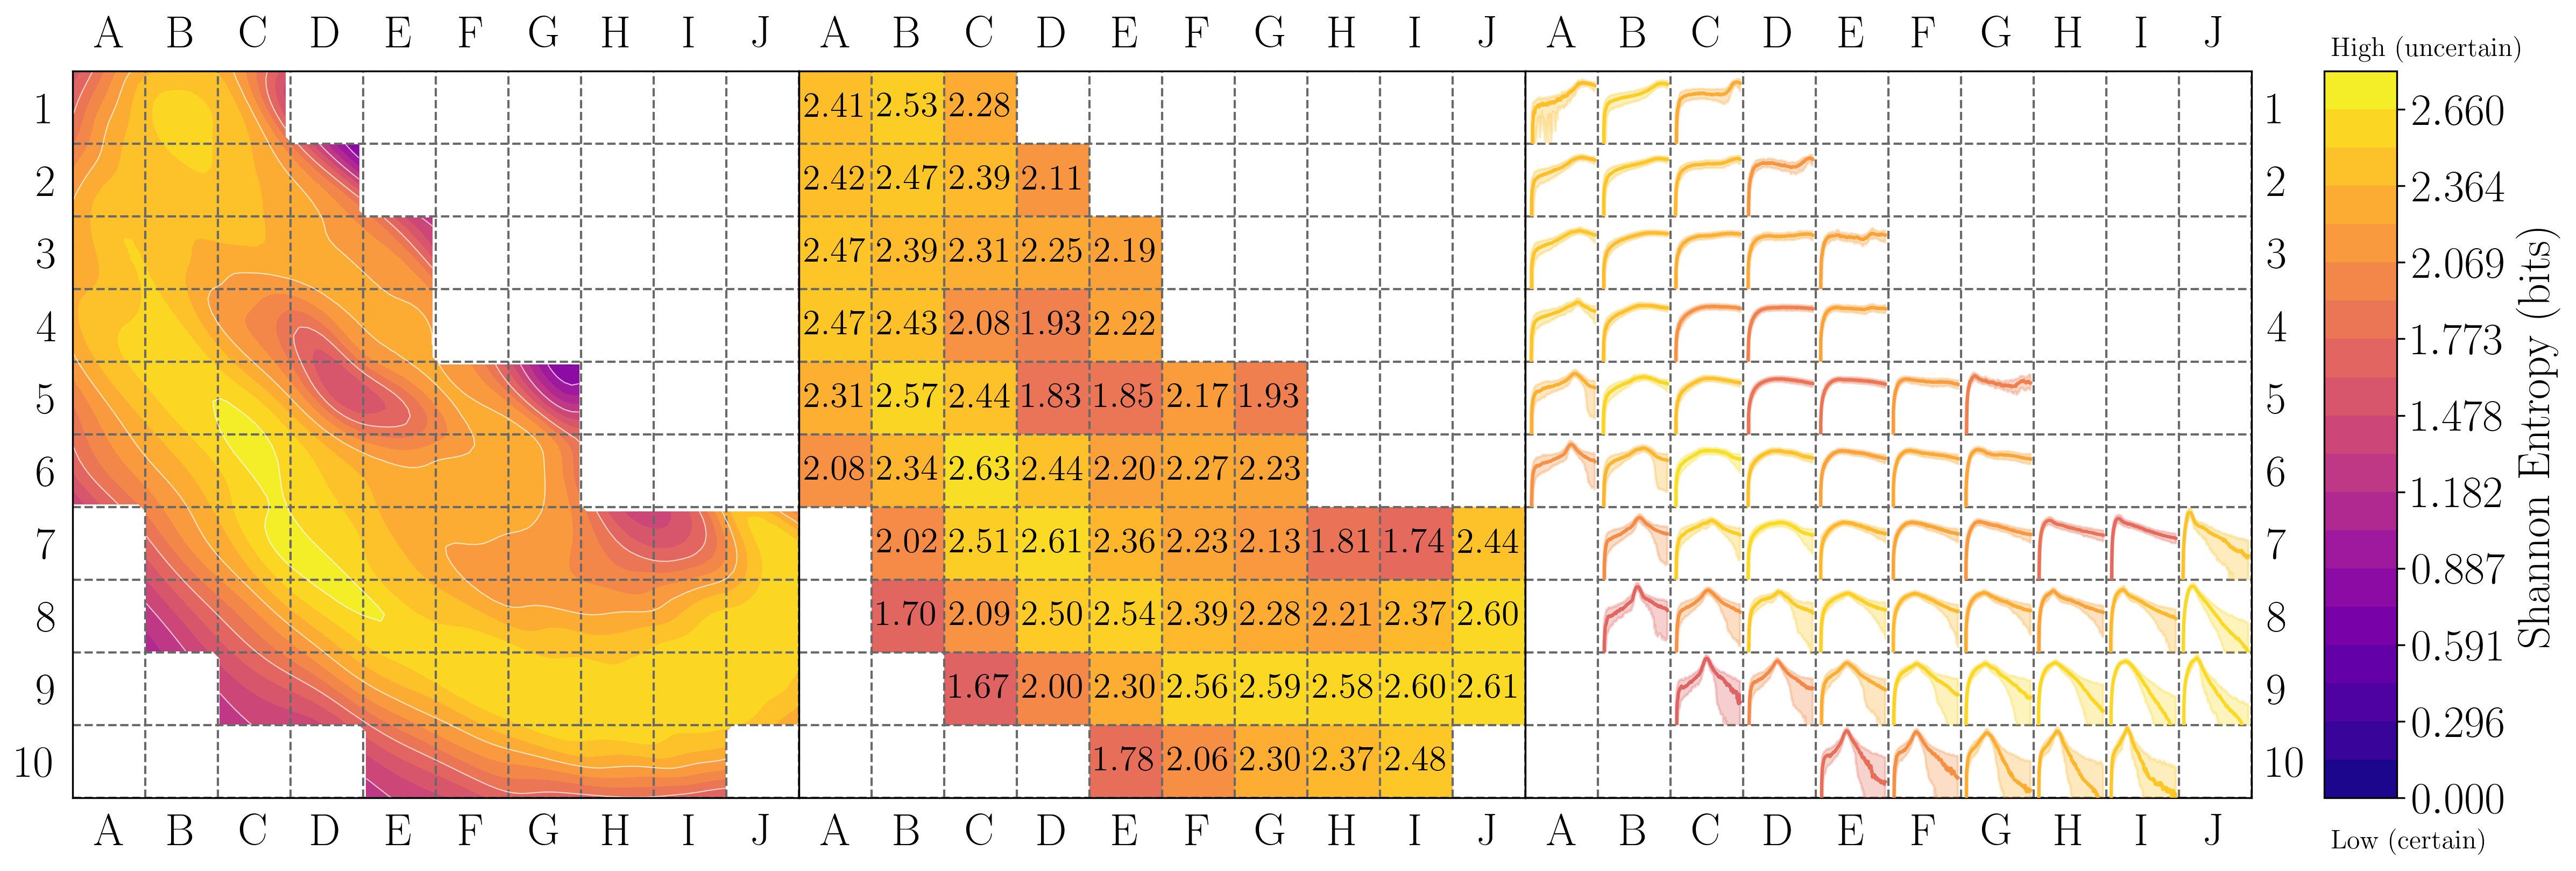 A B C D E F G H I J A B C D E F G H I J A B C D E F G H I J
High (uncertain)
1 2.41 2.53 2.28 1 2.660
2 2.42 2.47 2.39 2.11 2 2.364
3 2.47 2.39 2.31 2.25 2.19 3 2.069
4 2.47 2.43 2.08 1.93 2.22 4 1.773
5 2.31 2.57 2.44 1.83 1.85 2.17 1.93 5 1.478
6 2.08 2.34 2.63 2.44 2.20 2.27 2.23 6 1.182
7 2.02 2.51 2.61 2.36 2.23 2.13 1.81 1.74 2.44 7 0.887
8 1.70 2.09 2.50 2.54 2.39 2.28 2.21 2.37 2.60 8 0.591
9 1.67 2.00 2.30 2.56 2.59 2.58 2.60 2.61 9 0.296
10 1.78 2.06 2.30 2.37 2.48 10 0.000
Shannon Entropy (bits)
A B C D E F G H I J A B C D E F G H I J A B C D E F G H I J
Low (certain)